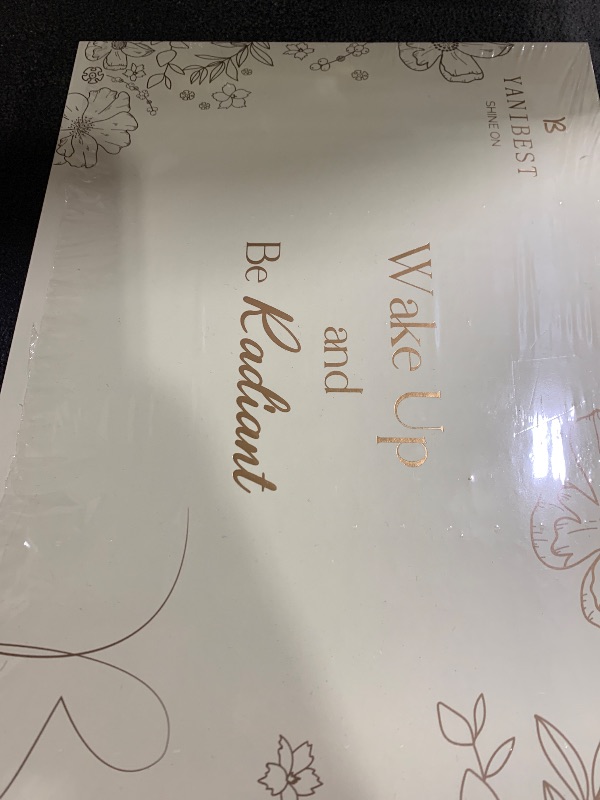 YANIBEST
SHINE ON
Wake Up
and
Be Radiant